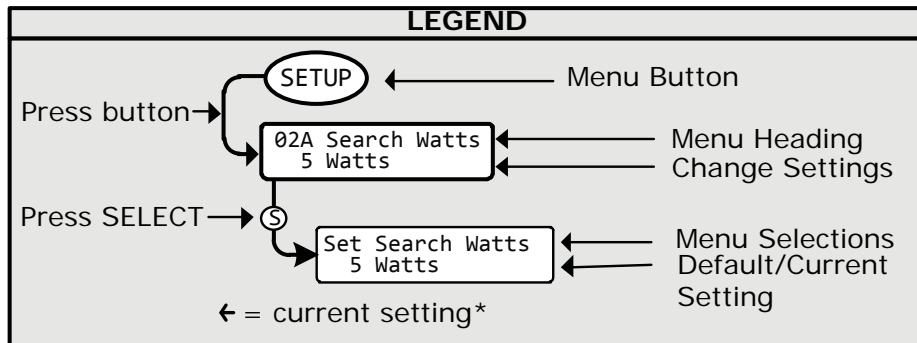 LEGEND
SETUP
Menu Button
Press button
02A Search Watts
5 Watts
Menu Heading
Change Settings
Press SELECT
S
Set Search Watts
5 Watts
Menu Selections
Default/Current
Setting
← = current setting*